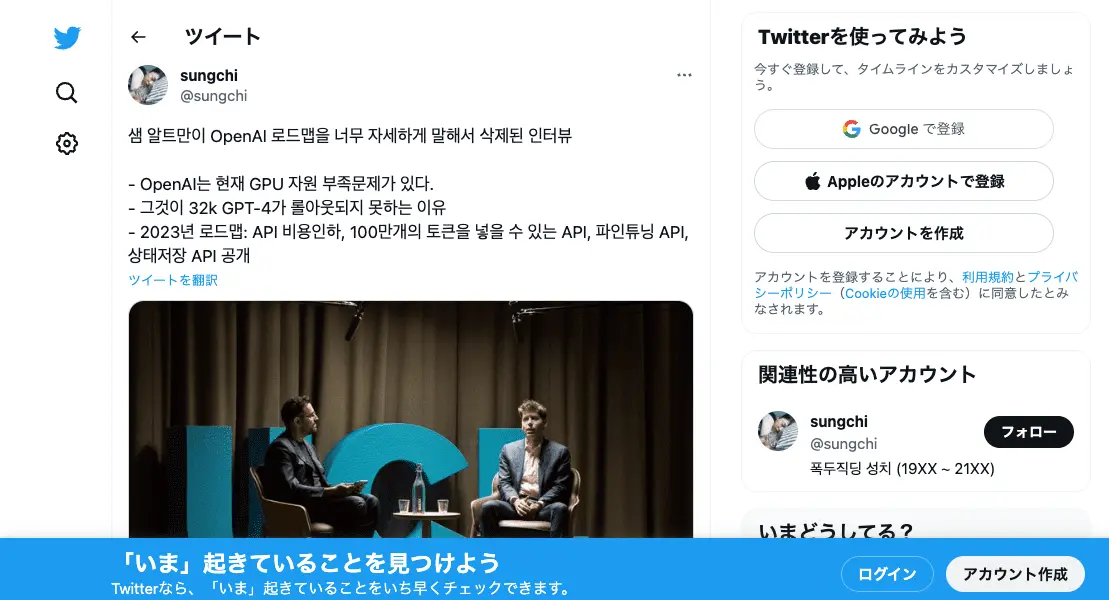 ツイート
sungchi
@sungchi
샘 알트만이 OpenAI 로드맵을 너무 자세하게 말해서 삭제된 인터뷰
- OpenAI는 현재 GPU 자원 부족문제가 있다.
- 그것이 32k GPT-4가 롤아웃되지 못하는 이유
- 2023년 로드맵: API 비용인하, 100만개의 토큰을 넣을 수 있는 API, 파인튜닝 API,
상태저장 API 공개
ツイートを翻訳
UCL
Twitterを使ってみよう
今すぐ登録して、タイムラインをカスタマイズしましょ
う。
Google で登録
Appleのアカウントで登録
アカウントを作成
アカウントを登録することにより、利用規約とプライバ
シーポリシー（Cookieの使用を含む）に同意したとみ
なされます。
関連性の高いアカウント
sungchi
@sungchi
フォロー
폭두직딩 성치 (19XX ~ 21XX)
いまどうしてる？
「いま」起きていることを見つけよう
Twitterなら、「いま」起きていることをいち早くチェックできます。
ログイン
アカウント作成